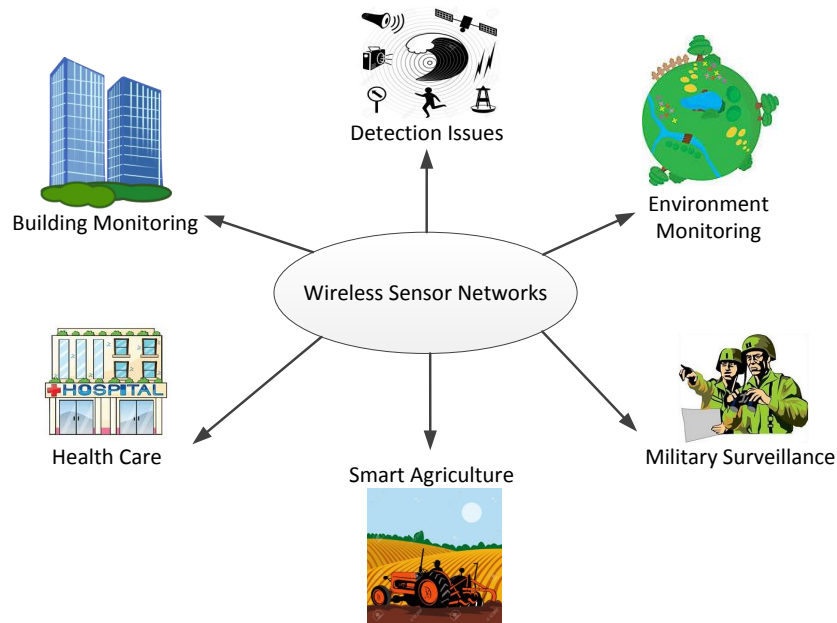 Detection Issues
Building Monitoring
Environment
Monitoring
Wireless Sensor Networks
HOSPITAL
Health Care
Smart Agriculture
Military Surveillance